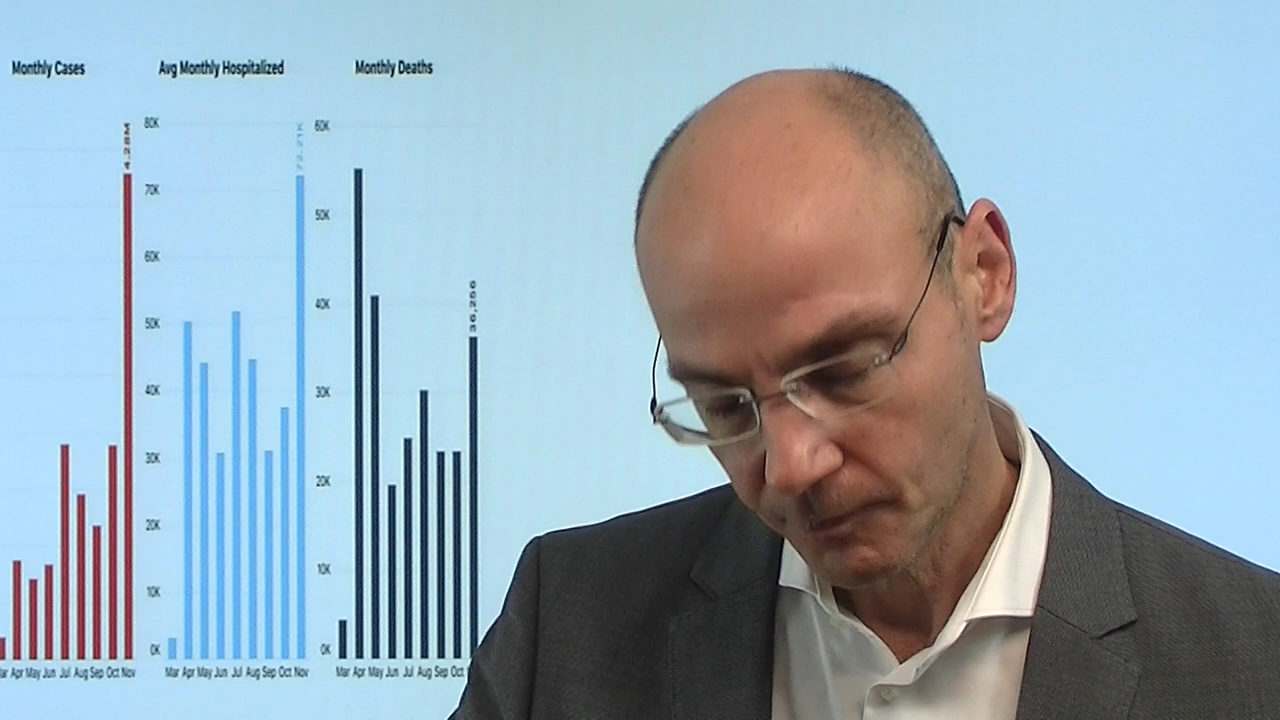 Monthly Cases
Avg Monthly Hospitalized
Monthly Deaths
4.28M
80K
70K
60K
50K
40K
30K
20K
10K
0K
72.21K
60K
50K
40K
30K
20K
10K
0K
36,256
Apr May Jun Jul Aug Sep Oct Nov
Mar Apr May Jun Jul Aug Sep Oct Nov
Mar Apr May Jun Jul Aug Sep Oct